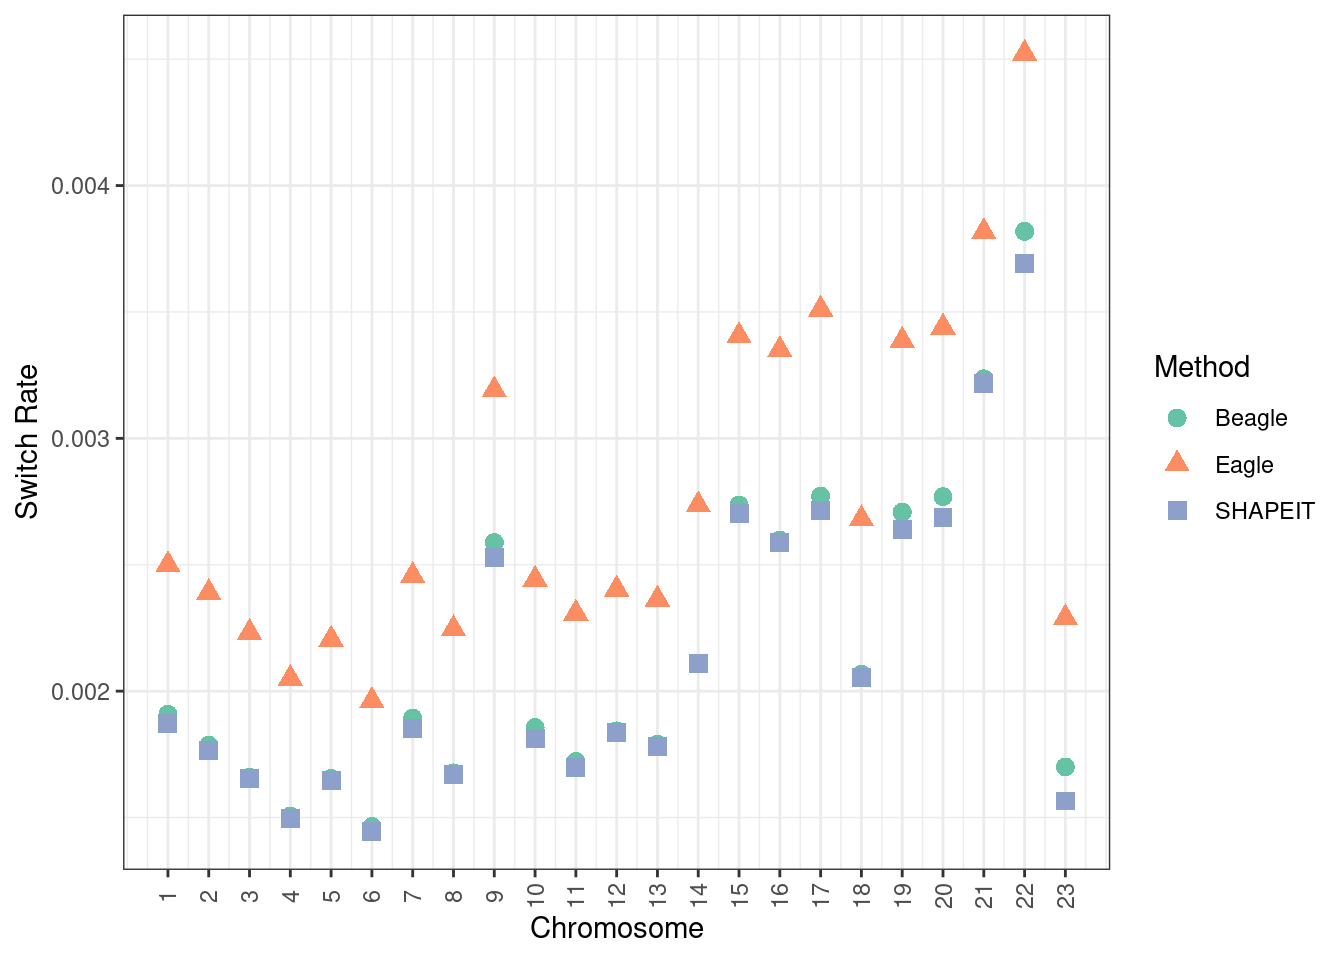 0.004
0.003
0.002
Switch Rate
1 2 3 4 5 6 7 8 9 10 11 12 13 14 15 16 17 18 19 20 21 22 23
Chromosome
Method
Beagle
Eagle
SHAPEIT